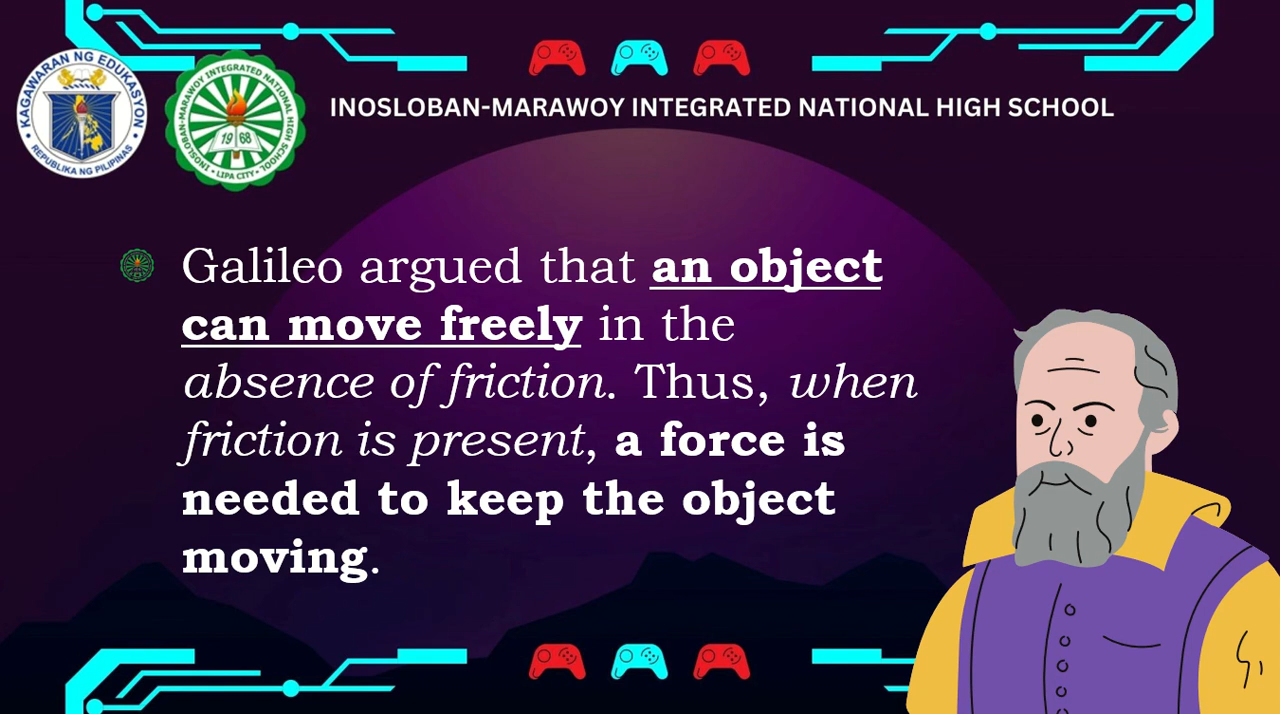 KAGAWARAN NG EDUKASYON
REPUBLIKA NG PILIPINAS
INOSLOBAN-MARAWOY INTEGRATED NATIONAL HIGH SCHOOL
1968
LIPA CITY
INOSLOBAN-MARAWOY INTEGRATED NATIONAL HIGH SCHOOL
Galileo argued that an object
can move freely in the
absence of friction. Thus, when
friction is present, a force is
needed to keep the object
moving.